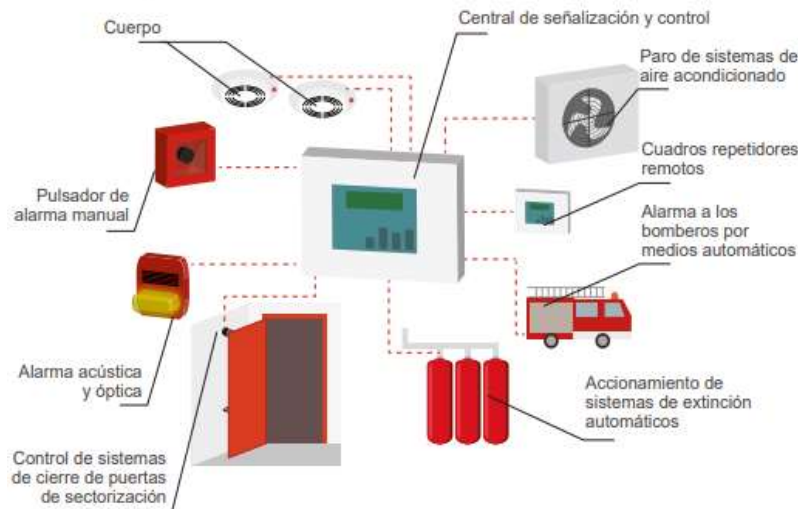 Cuerpo
Central de señalización y control
Paro de sistemas de
aire acondicionado
Pulsador de
alarma manual
Cuadros repetidores
remotos
Alarma a los
bomberos por
medios automáticos
Alarma acústica
y óptica
Accionamiento de
sistemas de extinción
automáticos
Control de sistemas
de cierre de puertas
de sectorización